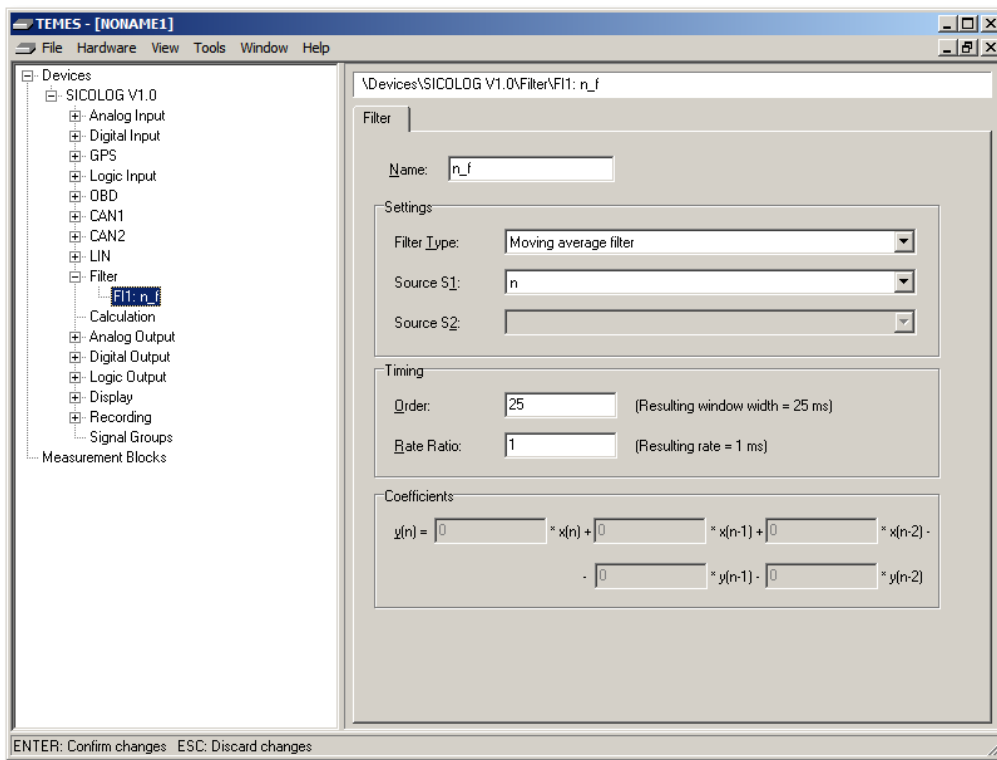 TEMES - [NONAME1]
File Hardware View Tools Window Help
Devices
SICOLOG V1.0
Analog Input
Digital Input
GPS
Logic Input
OBD
CAN1
CAN2
LIN
Filter
FI1: n_f
Calculation
Analog Output
Digital Output
Logic Output
Display
Recording
Signal Groups
Measurement Blocks
\Devices\SICOLOG V1.0\Filter\FI1: n_f
Filter
Name: n_f
Settings
Filter Type: Moving average filter
Source S1: n
Source S2:
Timing
Order: 25 (Resulting window width = 25 ms)
Rate Ratio: 1 (Resulting rate = 1 ms)
Coefficients
y(n) = 0 * x(n) + 0 * x(n-1) + 0 * x(n-2) -
- 0 * y(n-1) - 0 * y(n-2)
ENTER: Confirm changes ESC: Discard changes